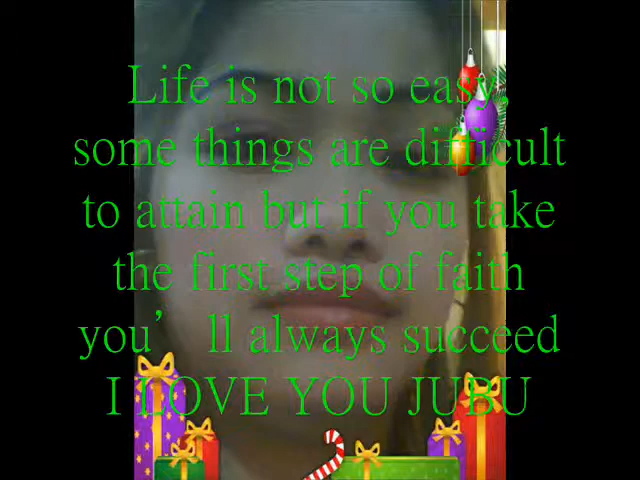 Life is not so easy,
some things are difficult
to attain but if you take
the first step of faith
you’ ll always succeed
I LOVE YOU JUBU